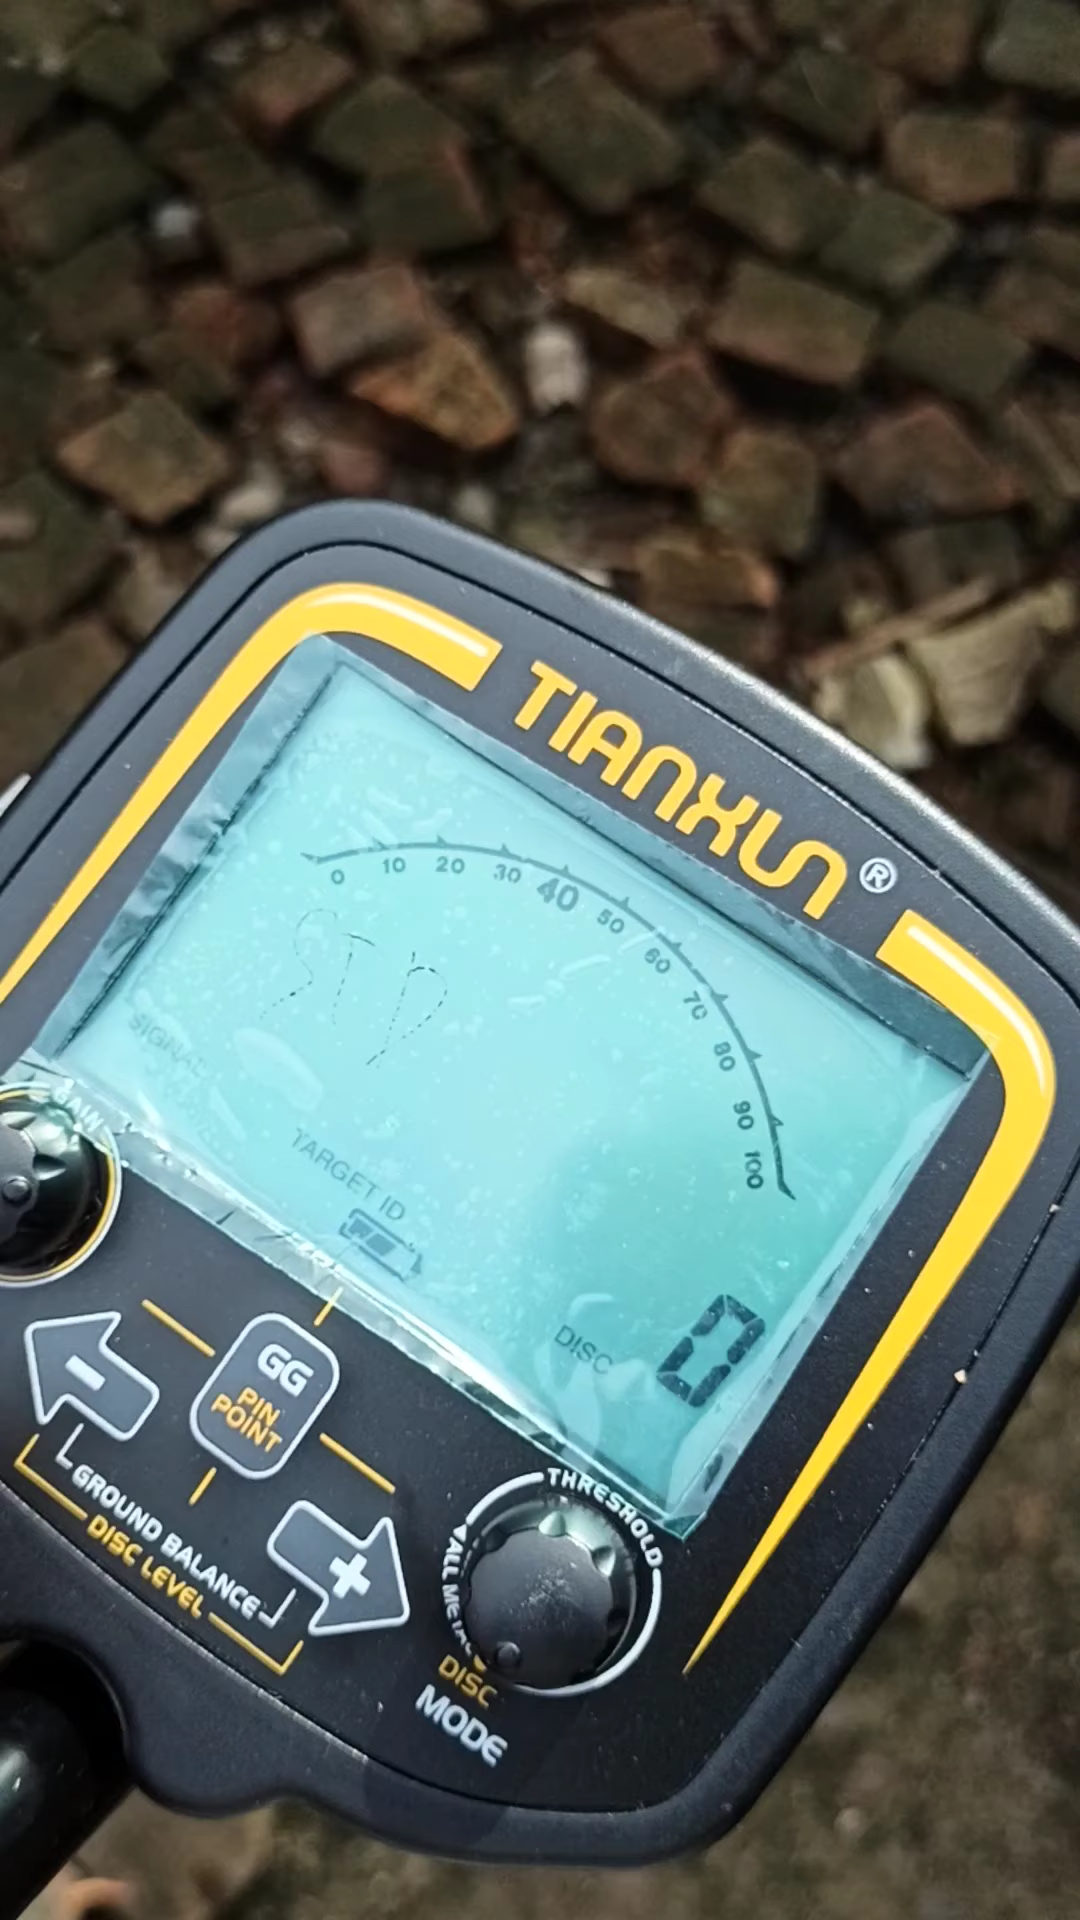 TIANXUN®
0 10 20 30 40 50 60 70 80 90 100
SIGNAL
TARGET ID
DISC 0
GAIN
-
GG
PIN
POINT
+
GROUND BALANCE
DISC LEVEL
THRESHOLD
ALL METAL
DISC
MODE